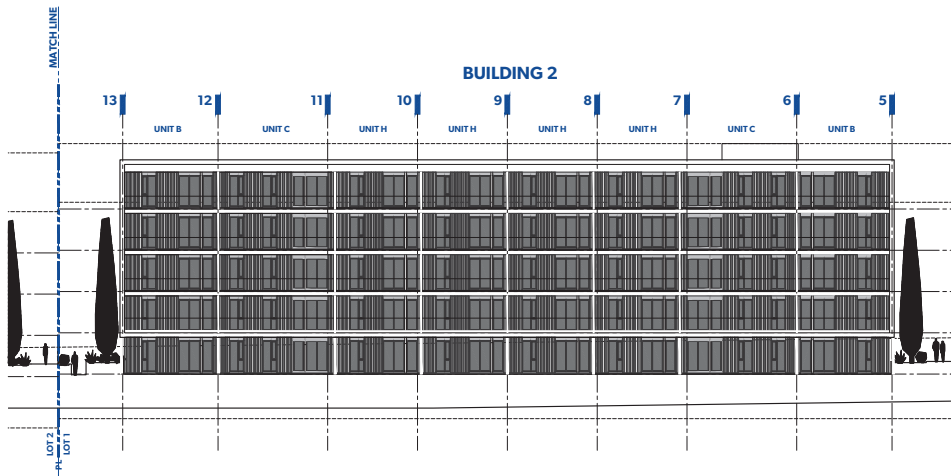 MATCH LINE
BUILDING 2
13 12 11 10 9 8 7 6 5
UNIT B UNIT C UNIT H UNIT H UNIT H UNIT H UNIT C UNIT B
LOT 2
PL
LOT 1